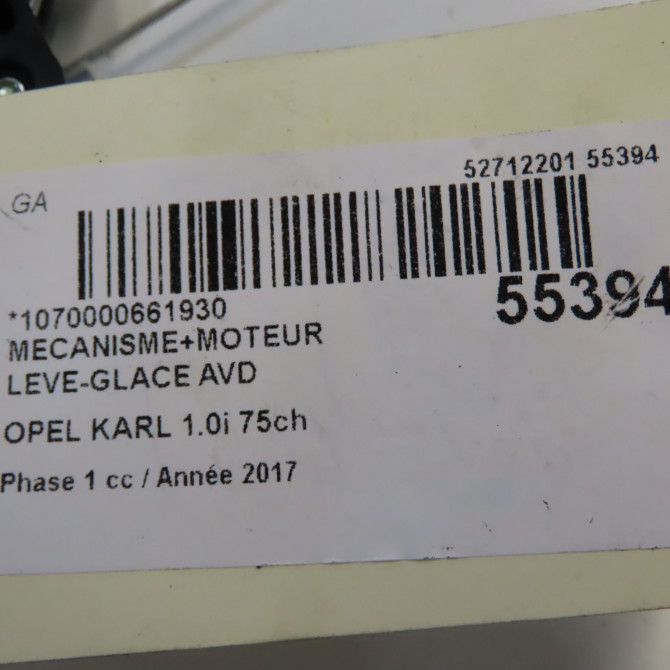 GA
52712201 55394
*1070000661930
55394
MECANISME+MOTEUR
LEVE-GLACE AVD
OPEL KARL 1.0i 75ch
Phase 1 cc / Année 2017